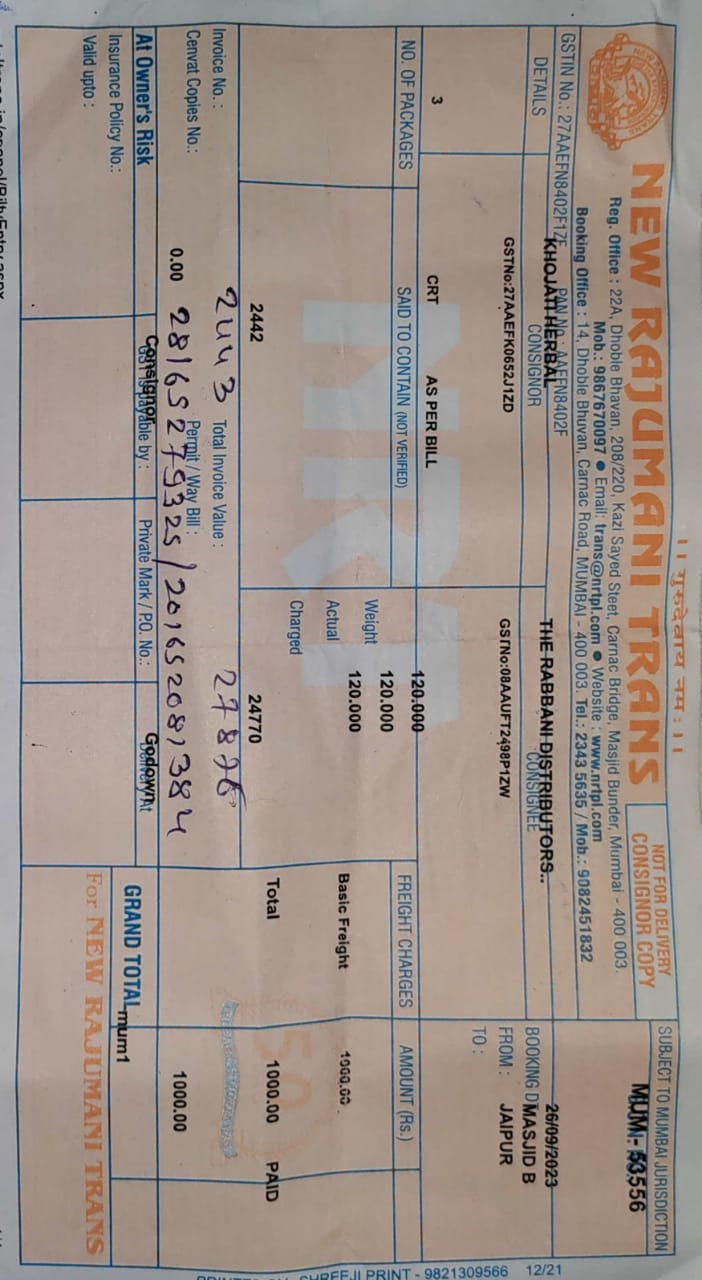 ।। गुरुदेवाय नमः ।।
NEW RAJUMANI TRANS
NOT FOR DELIVERY
CONSIGNOR COPY
SUBJECT TO MUMBAI JURISDICTION
MUM - 53556
Reg. Office : 22A, Dhoble Bhavan, 208/220, Kazi Sayed Steet, Carnac Bridge, Masjid Bunder, Mumbai - 400 003.
Mob.: 9867670097 ● Email: trans@nrtpl.com ● Website : www.nrtpl.com
Booking Office : 14, Dhoble Bhuvan, Carnac Road, MUMBAI - 400 003. Tel.: 2343 5635 / Mob.: 9082451832
GSTIN No.: 27AAEFN8402F1ZE PAN No.: AAEFN8402F
DETAILS
KHOJATI HERBAL
CONSIGNOR
GSTNo:27AAEFK0652J1ZD
THE RABBANI DISTRIBUTORS..
CONSIGNEE
GSTNo:08AAUFT2498P1ZW
26/09/2023
BOOKING D
FROM : MASJID B
TO : JAIPUR
NO. OF PACKAGES
SAID TO CONTAIN (NOT VERIFIED)
FREIGHT CHARGES
AMOUNT (Rs.)
3
CRT AS PER BILL
120.000
Weight 120.000
Actual 120.000
Charged
Basic Freight 1000.00
Total 1000.00 PAID
2442
24770
Invoice No. : 2443 Total Invoice Value : 27876
Cenvat Copies No.: 0.00 Permit / Way Bill : 28165279325/201652081384
1000.00
At Owner's Risk
Insurance Policy No.:
Valid upto :
Consignor
payable by :
Private Mark / P.O. No.:
Godown
At
GRAND TOTAL
mum1
For NEW RAJUMANI TRANS
NRT
SHREEJI PRINT - 9821309566 12/21